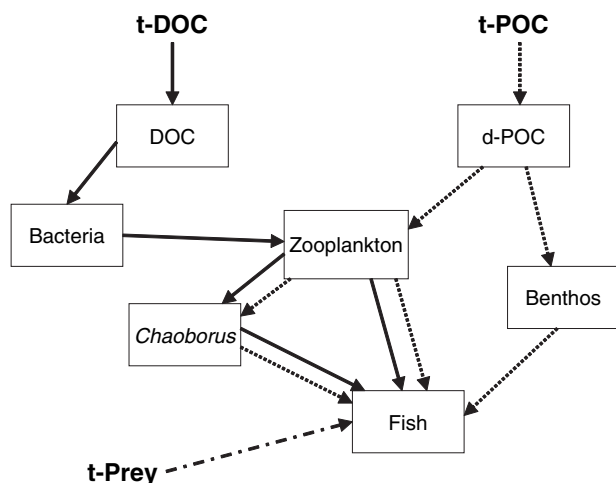 t-DOC
t-POC
DOC
d-POC
Bacteria
Zooplankton
Benthos
Chaoborus
Fish
t-Prey